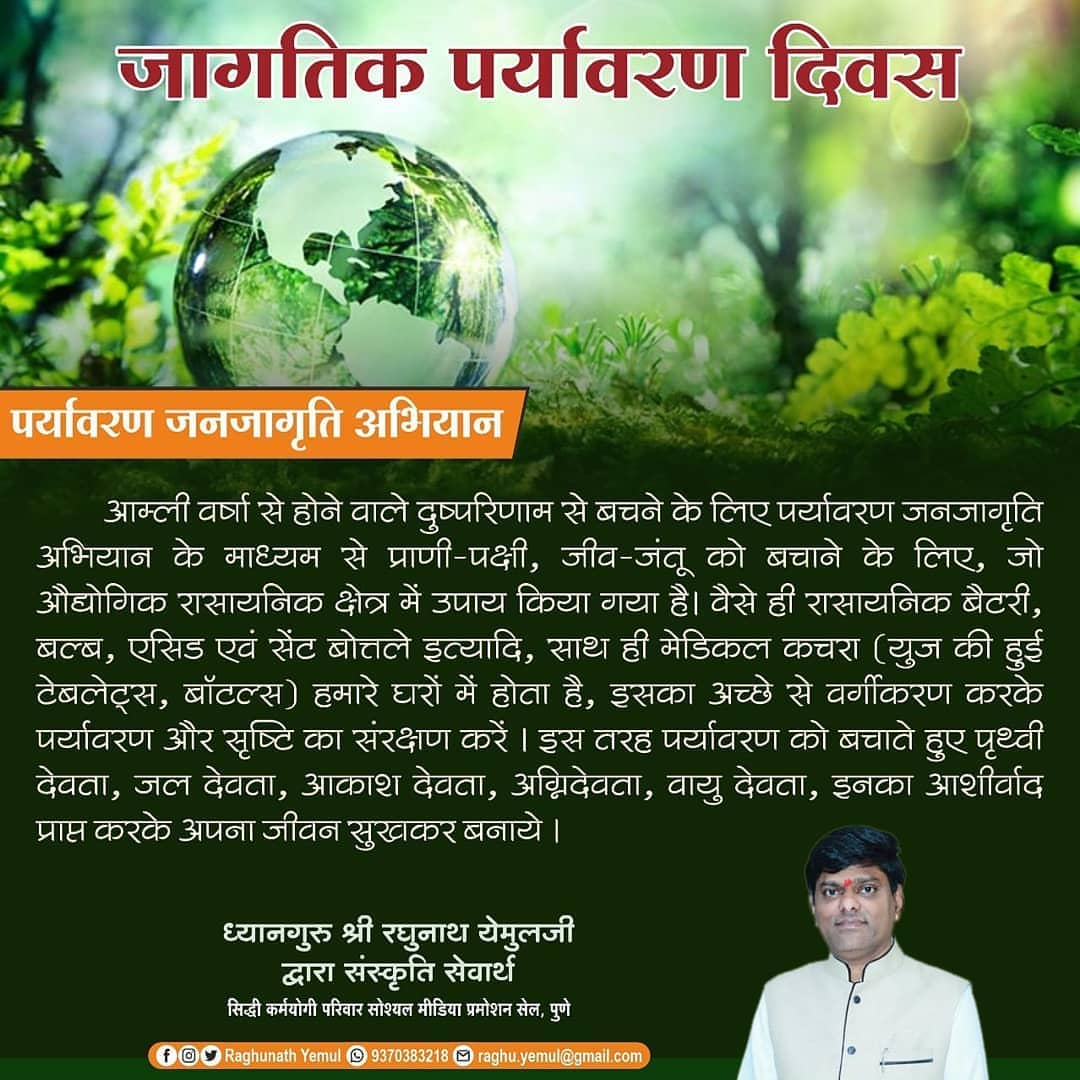 जागतिक पर्यावरण दिवस
पर्यावरण जनजागृति अभियान
आम्ली वर्षा से होने वाले दुष्परिणाम से बचने के लिए पर्यावरण जनजागृति
अभियान के माध्यम से प्राणी-पक्षी, जीव-जंतू को बचाने के लिए, जो
औद्योगिक रासायनिक क्षेत्र में उपाय किया गया है। वैसे ही रासायनिक बैटरी,
बल्ब, एसिड एवं सेंट बोत्तले इत्यादि, साथ ही मेडिकल कचरा (युज की हुई
टेबलेट्स, बॉटल्स) हमारे घरों में होता है, इसका अच्छे से वर्गीकरण करके
पर्यावरण और सृष्टि का संरक्षण करें । इस तरह पर्यावरण को बचाते हुए पृथ्वी
देवता, जल देवता, आकाश देवता, अग्निदेवता, वायु देवता, इनका आशीर्वाद
प्राप्त करके अपना जीवन सुखकर बनाये ।
ध्यानगुरु श्री रघुनाथ येमुलजी
द्वारा संस्कृति सेवार्थ
सिद्धी कर्मयोगी परिवार सोश्यल मीडिया प्रमोशन सेल, पुणे
Raghunath Yemul 9370383218 raghu.yemul@gmail.com